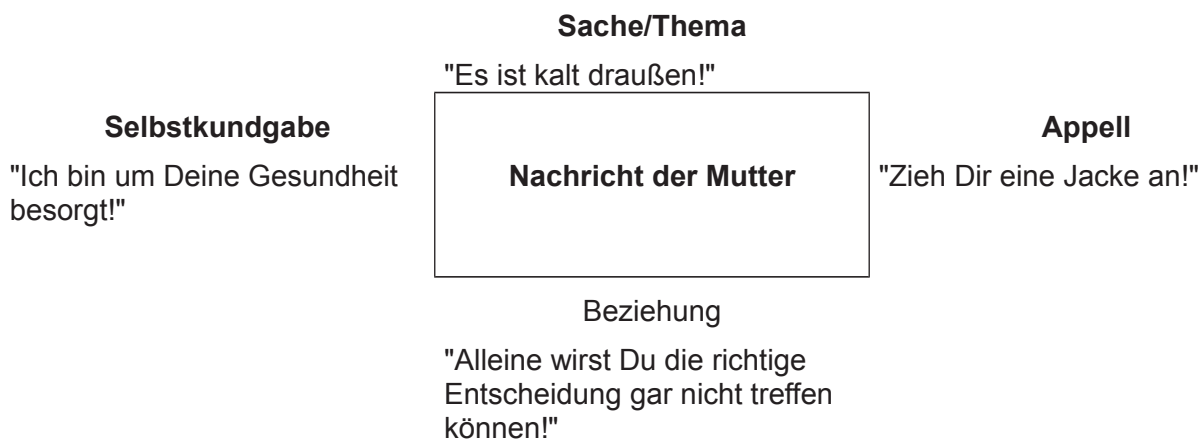 Sache/Thema
"Es ist kalt draußen!"
Selbstkundgabe
"Ich bin um Deine Gesundheit
besorgt!"
Nachricht der Mutter
Appell
"Zieh Dir eine Jacke an!"
Beziehung
"Alleine wirst Du die richtige
Entscheidung gar nicht treffen
können!"